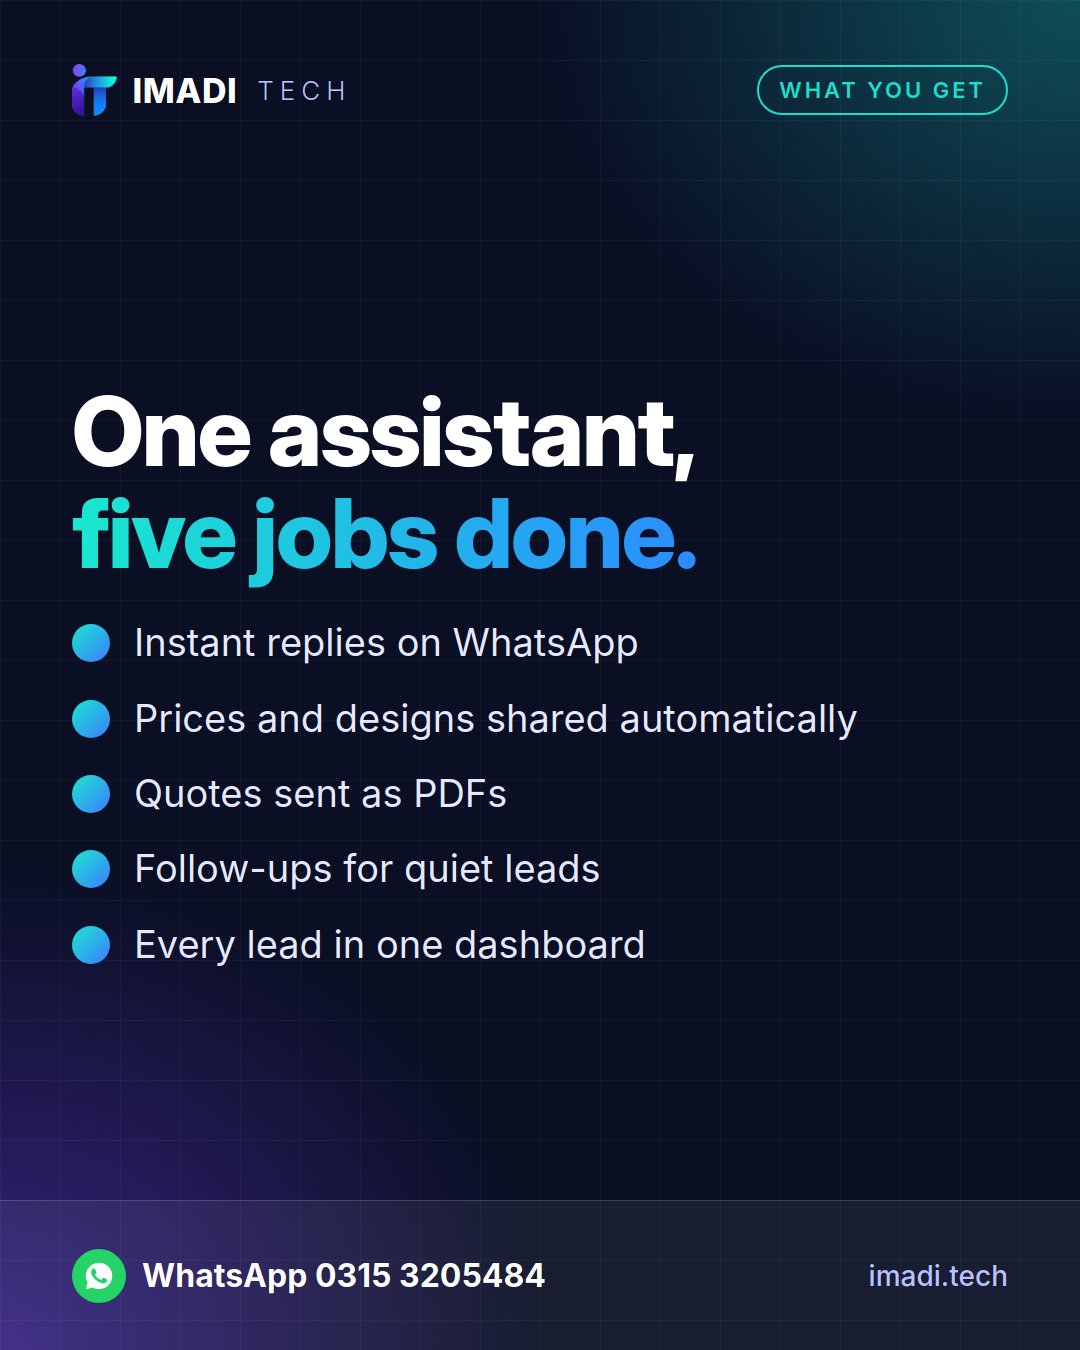 IMADI TECH
WHAT YOU GET
One assistant,
five jobs done.
Instant replies on WhatsApp
Prices and designs shared automatically
Quotes sent as PDFs
Follow-ups for quiet leads
Every lead in one dashboard
WhatsApp 0315 3205484
imadi.tech